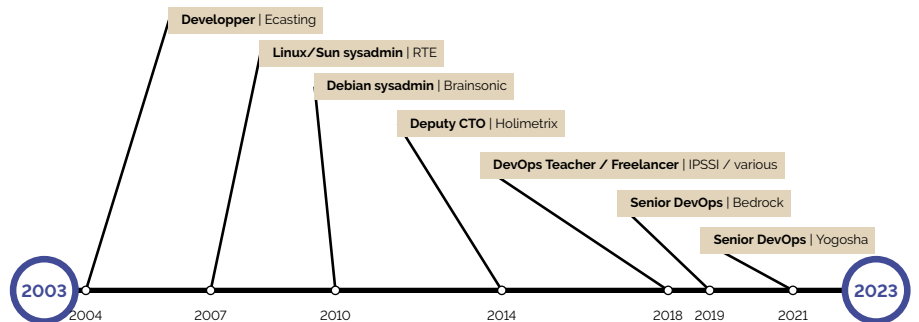 Developper | Ecasting
Linux/Sun sysadmin | RTE
Debian sysadmin | Brainsonic
Deputy CTO | Holimetrix
DevOps Teacher / Freelancer | IPSSI / various
Senior DevOps | Bedrock
Senior DevOps | Yogosha
2003
2023
2004
2007
2010
2014
2018
2019
2021